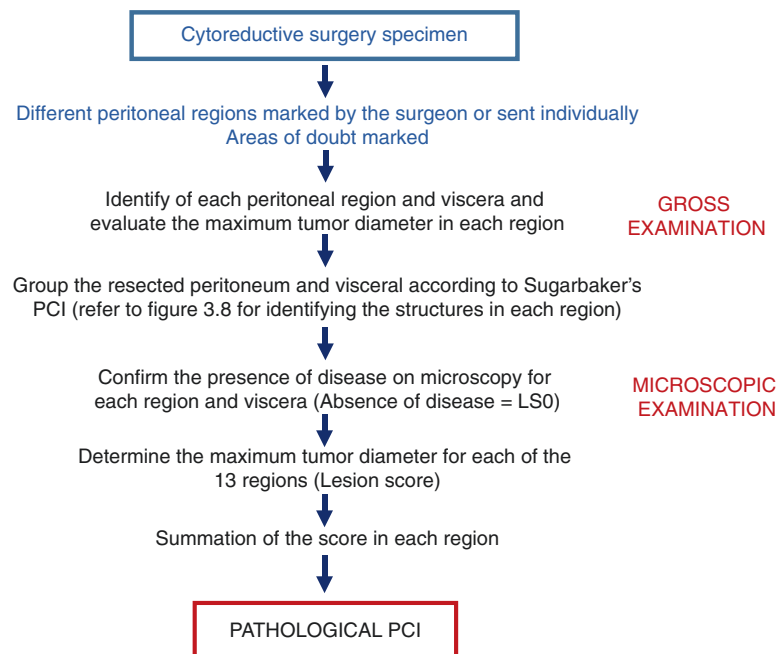 Cytoreductive surgery specimen
Different peritoneal regions marked by the surgeon or sent individually
Areas of doubt marked
Identify of each peritoneal region and viscera and
evaluate the maximum tumor diameter in each region
GROSS
EXAMINATION
Group the resected peritoneum and visceral according to Sugarbaker's
PCI (refer to figure 3.8 for identifying the structures in each region)
Confirm the presence of disease on microscopy for
each region and viscera (Absence of disease = LS0)
MICROSCOPIC
EXAMINATION
Determine the maximum tumor diameter for each of the
13 regions (Lesion score)
Summation of the score in each region
PATHOLOGICAL PCI